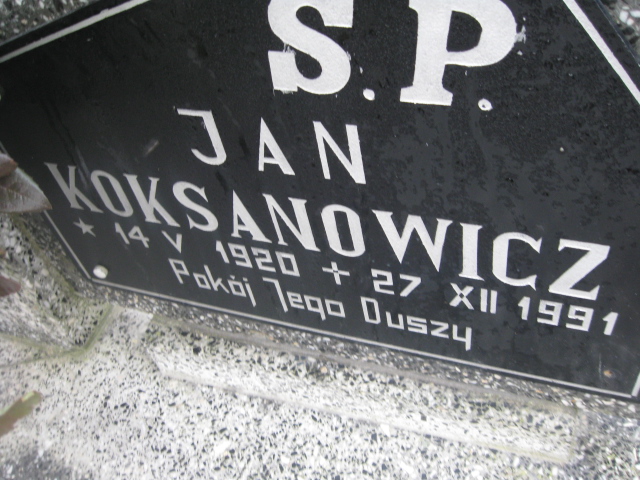 Ś.P.
JAN
KOKSANOWICZ
* 14 V 1920 + 27 XII 1991
Pokój Jego Duszy